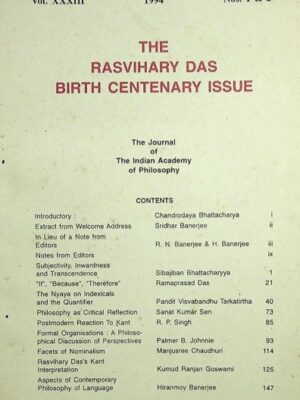 Vol. XXXIII 1994 Nos. 1 &
THE
RASVIHARY DAS
BIRTH CENTENARY ISSUE
The Journal
of
The Indian Academy
of Philosophy
CONTENTS
Introductory : Chandrodaya Bhattacharya i
Extract from Welcome Address Sridhar Banerjee ii
In Lieu of a Note from
Editors R. N. Banerjee & H. Banerjee iii
Notes from Editors ix
Subjectivity, Inwardness
and Transcendence Sibajiban Bhattacharyya 1
"If", "Because", "Therefore" Ramaprasad Das 21
The Nyaya on Indexicals
and the Quantifier Pandit Visvabandhu Tarkatirtha 40
Philosophy as Critical Reflection Sanat Kumar Sen 73
Postmodern Reaction To Kant R. P. Singh 85
Formal Organisations : A Philoso-
phical Discussion of Perspectives Palmer B. Johnnie 93
Facets of Nominalism Manjusree Chaudhuri 114
Rasvihary Das's Kant
Interpretation Kumud Ranjan Goswami 125
Aspects of Contemporary
Philosophy of Language Hiranmoy Banerjee 147